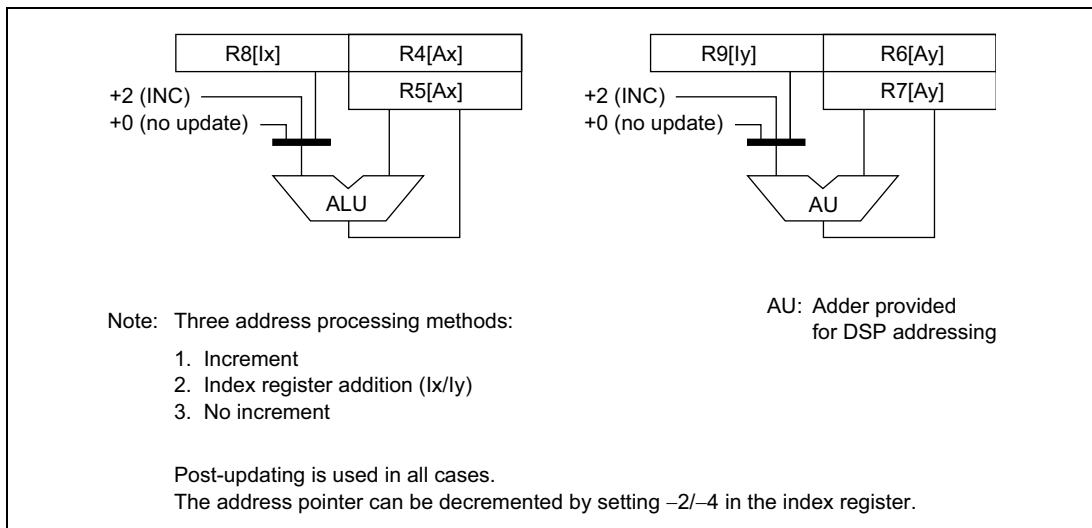 R8[Ix] R4[Ax]
R5[Ax]
+2 (INC)
+0 (no update)
ALU
R9[Iy] R6[Ay]
R7[Ay]
+2 (INC)
+0 (no update)
AU
AU: Adder provided
for DSP addressing
Note: Three address processing methods:
1. Increment
2. Index register addition (Ix/Iy)
3. No increment
Post-updating is used in all cases.
The address pointer can be decremented by setting −2/−4 in the index register.